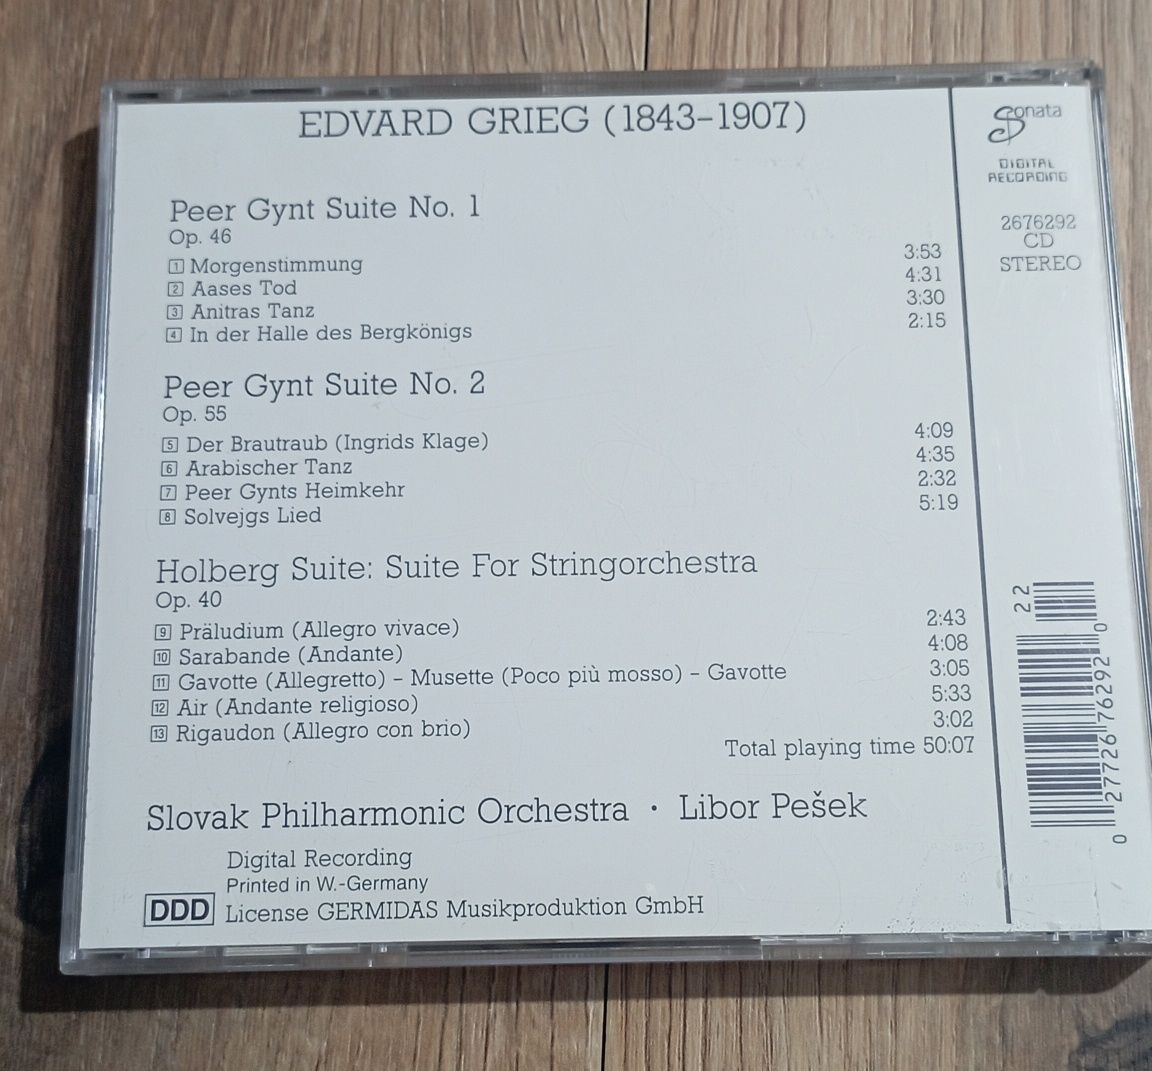 EDVARD GRIEG (1843-1907)
Peer Gynt Suite No. 1
Op. 46
1 Morgenstimmung 3:53
2 Aases Tod 4:31
3 Anitras Tanz 3:30
4 In der Halle des Bergkönigs 2:15
Peer Gynt Suite No. 2
Op. 55
5 Der Brautraub (Ingrids Klage) 4:09
6 Arabischer Tanz 4:35
7 Peer Gynts Heimkehr 2:32
8 Solvejgs Lied 5:19
Holberg Suite: Suite For Stringorchestra
Op. 40
9 Präludium (Allegro vivace) 2:43
10 Sarabande (Andante) 4:08
11 Gavotte (Allegretto) - Musette (Poco più mosso) - Gavotte 3:05
12 Air (Andante religioso) 5:33
13 Rigaudon (Allegro con brio) 3:02
Total playing time 50:07
Slovak Philharmonic Orchestra · Libor Pešek
Digital Recording
Printed in W.-Germany
DDD License GERMIDAS Musikproduktion GmbH
Sonata
DIGITAL
RECORDING
2676292
CD
STEREO
22
0 27726 76292 0